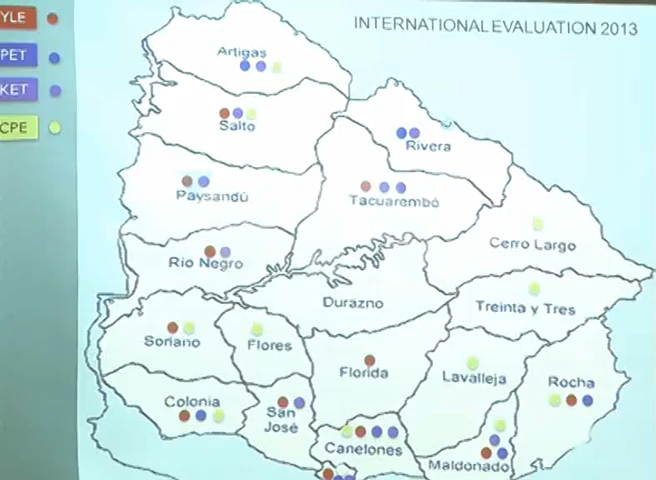 YLE
PET
KET
CPE
INTERNATIONAL EVALUATION 2013
Artigas
Salto
Rivera
Paysandú
Tacuarembó
Cerro Largo
Rio Negro
Durazno
Treinta y Tres
Soriano
Flores
Florida
Lavalleja
Rocha
Colonia
San
José
Canelones
Maldonado